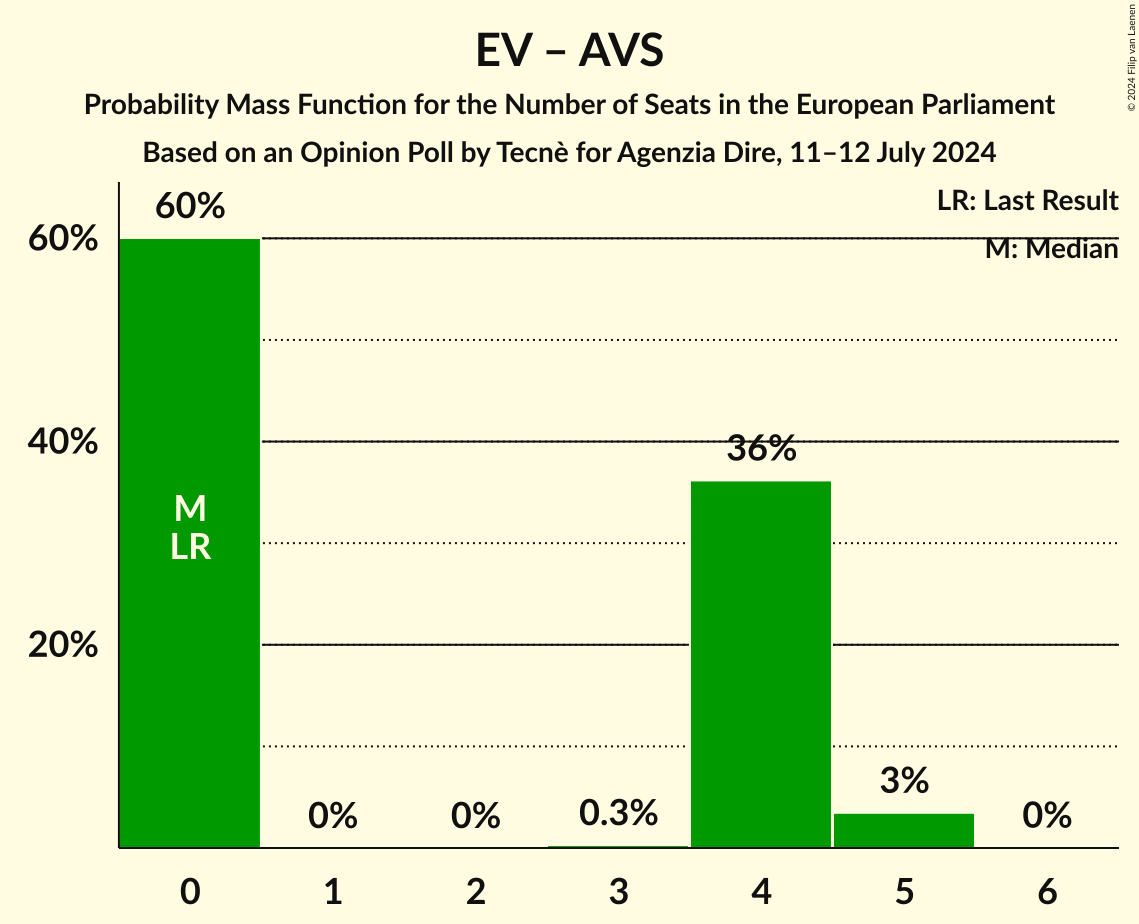 EV – AVS
Probability Mass Function for the Number of Seats in the European Parliament
Based on an Opinion Poll by Tecnè for Agenzia Dire, 11–12 July 2024
© 2024 Filip van Laenen
LR: Last Result
M: Median
60%
40%
20%
60%
M
LR
0%
0%
0.3%
36%
3%
0%
0 1 2 3 4 5 6